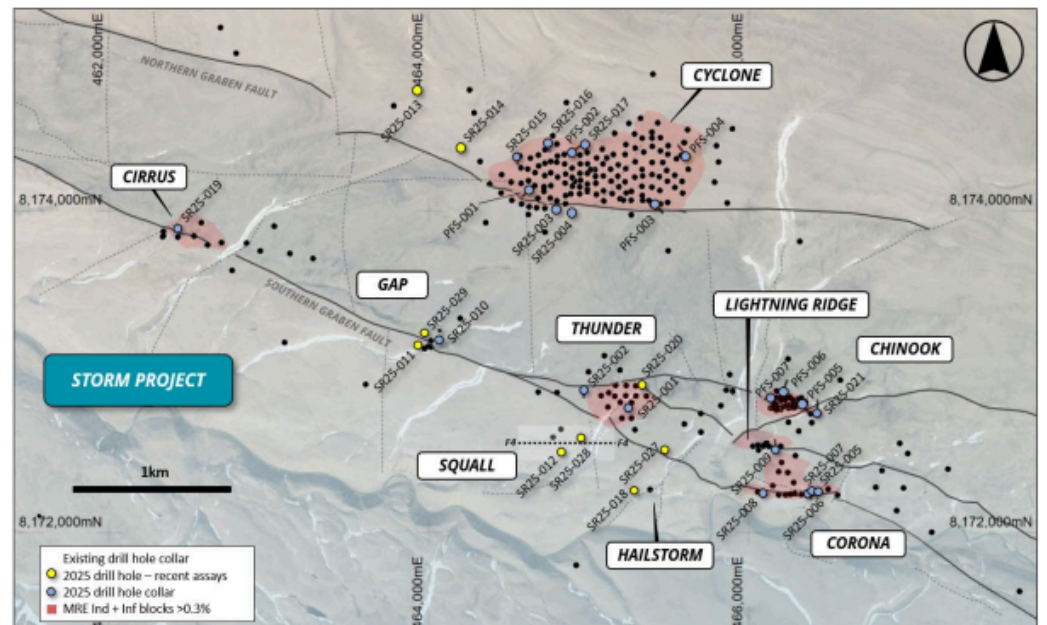 462,000mE
464,000mE
000mE
NORTHERN GRABEN FAULT
CYCLONE
SR25-013
SR25-014
SR25-015
SR25-016
PFS-002
SR25-017
PFS-004
CIRRUS
SR25-019
8,174,000mN
8,174,000mN
PFS-001
SR25-003
SR25-004
PFS-003
GAP
SOUTHERN GRABEN FAULT
SR25-029
SR25-010
SR25-011
LIGHTNING RIDGE
THUNDER
CHINOOK
SR25-002
SR25-020
SR25-001
PFS-007
PFS-006
PFS-005
SR25-021
STORM PROJECT
1km
F4
F4
SQUALL
SR25-012
SR25-028
SR25-027
SR25-018
SR25-009
SR25-007
SR25-005
SR25-008
SR25-006
8,172,000mN
8,172,000mN
HAILSTORM
CORONA
Existing drill hole collar
2025 drill hole – recent assays
2025 drill hole collar
MRE Ind + Inf blocks >0.3%
464,000mE
466,000mE